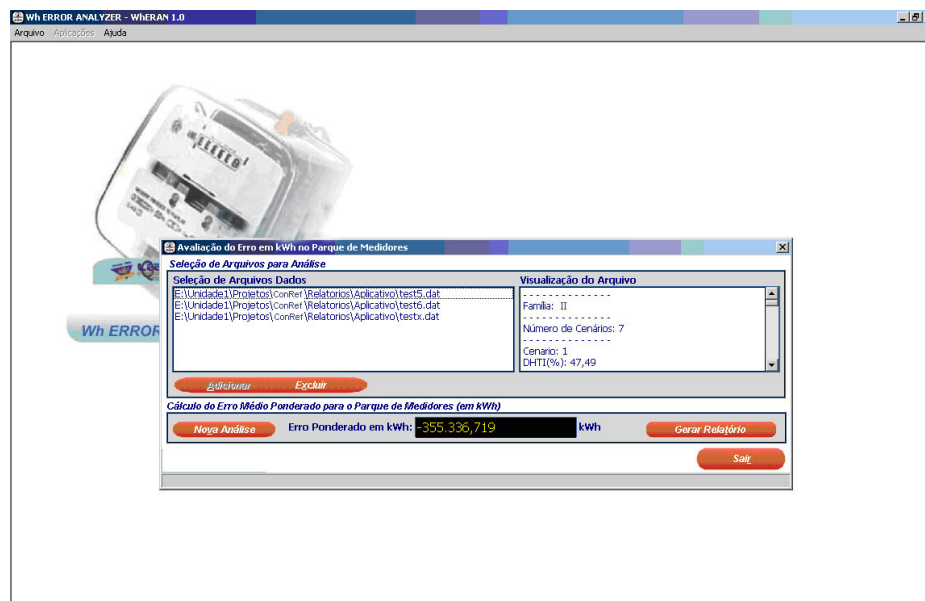 Wh ERROR ANALYZER - WhERAN 1.0
Arquivo Aplicações Ajuda
Wh ERROR
Avaliação do Erro em kWh no Parque de Medidores
Seleção de Arquivos para Análise
Seleção de Arquivos Dados
E:\Unidade1\Projetos\ConRef\Relatorios\Aplicativo\test5.dat
E:\Unidade1\Projetos\ConRef\Relatorios\Aplicativo\test6.dat
E:\Unidade1\Projetos\ConRef\Relatorios\Aplicativo\testx.dat
Adicionar Excluir
Visualização do Arquivo
- - - - - - - - - - - - - -
Família: II
- - - - - - - - - - - - - -
Número de Cenários: 7
- - - - - - - - - - - - - -
Cenario: 1
DHTI(%): 47,49
Cálculo do Erro Médio Ponderado para o Parque de Medidores (em kWh)
Nova Análise Erro Ponderado em kWh: -355.336,719 kWh Gerar Relatório
Sair